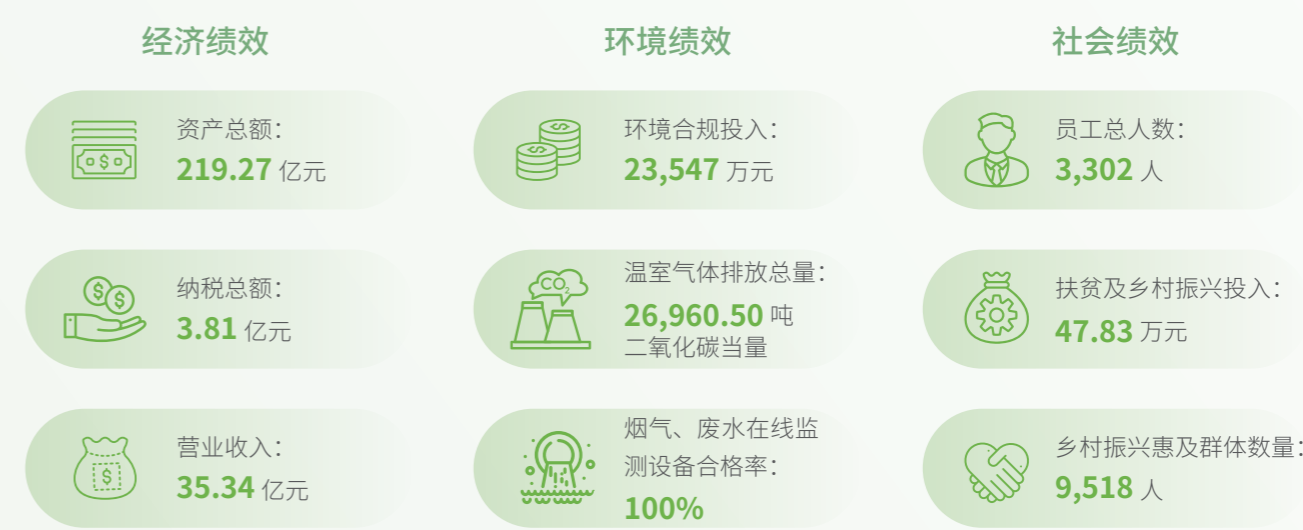 经济绩效
资产总额：
219.27 亿元
纳税总额：
3.81 亿元
营业收入：
35.34 亿元
环境绩效
环境合规投入：
23,547 万元
CO2
温室气体排放总量：
26,960.50 吨
二氧化碳当量
烟气、废水在线监
测设备合格率：
100%
社会绩效
员工总人数：
3,302 人
扶贫及乡村振兴投入：
47.83 万元
乡村振兴惠及群体数量：
9,518 人